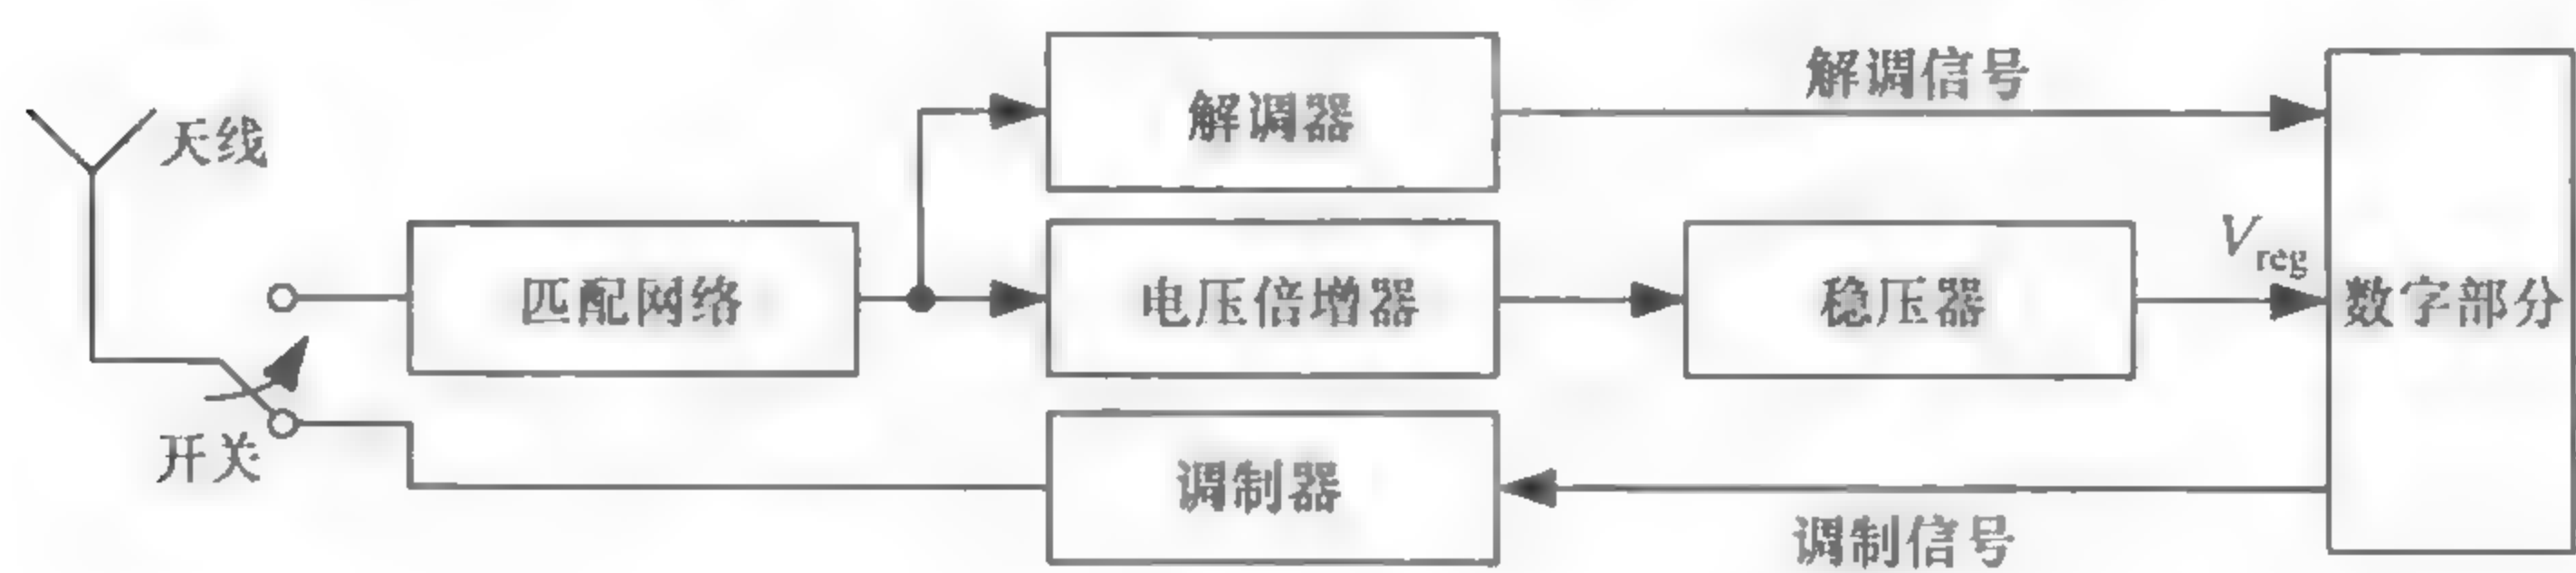 天线
解调器
解调信号
匹配网络
电压倍增器
稳压器
Vreg
数字部分
开关
调制器
调制信号